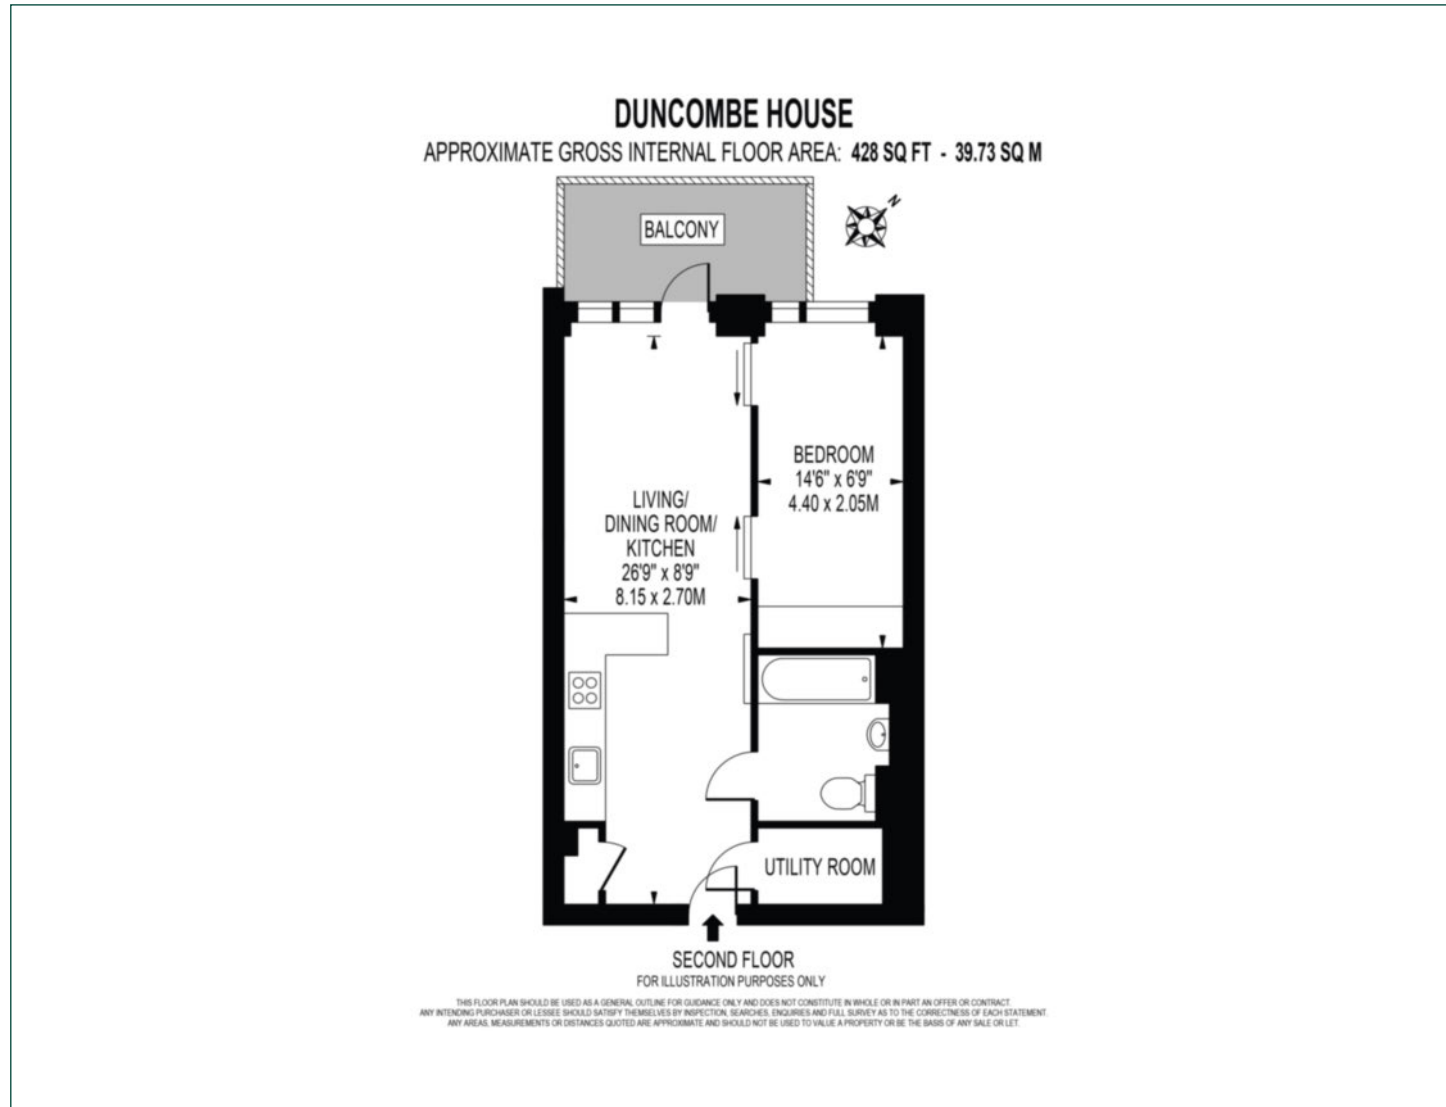 DUNCOMBE HOUSE
APPROXIMATE GROSS INTERNAL FLOOR AREA: 428 SQ FT - 39.73 SQ M
N
BALCONY
BEDROOM
14'6" x 6'9"
4.40 x 2.05M
LIVING/
DINING ROOM/
KITCHEN
26'9" x 8'9"
8.15 x 2.70M
UTILITY ROOM
SECOND FLOOR
FOR ILLUSTRATION PURPOSES ONLY
THIS FLOOR PLAN SHOULD BE USED AS A GENERAL OUTLINE FOR GUIDANCE ONLY AND DOES NOT CONSTITUTE IN WHOLE OR IN PART AN OFFER OR CONTRACT.
ANY INTENDING PURCHASER OR LESSEE SHOULD SATISFY THEMSELVES BY INSPECTION, SEARCHES, ENQUIRIES AND FULL SURVEY AS TO THE CORRECTNESS OF EACH STATEMENT.
ANY AREAS, MEASUREMENTS OR DISTANCES QUOTED ARE APPROXIMATE AND SHOULD NOT BE USED TO VALUE A PROPERTY OR BE THE BASIS OF ANY SALE OR LET.